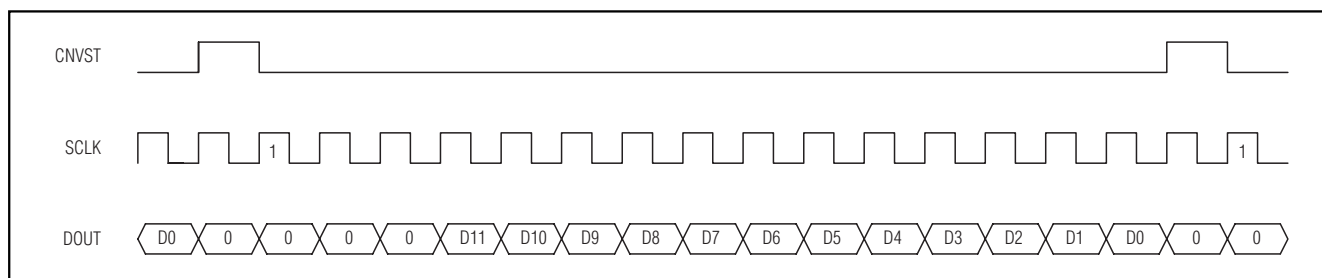 CNVST
SCLK 1 1
DOUT D0 0 0 0 0 D11 D10 D9 D8 D7 D6 D5 D4 D3 D2 D1 D0 0 0